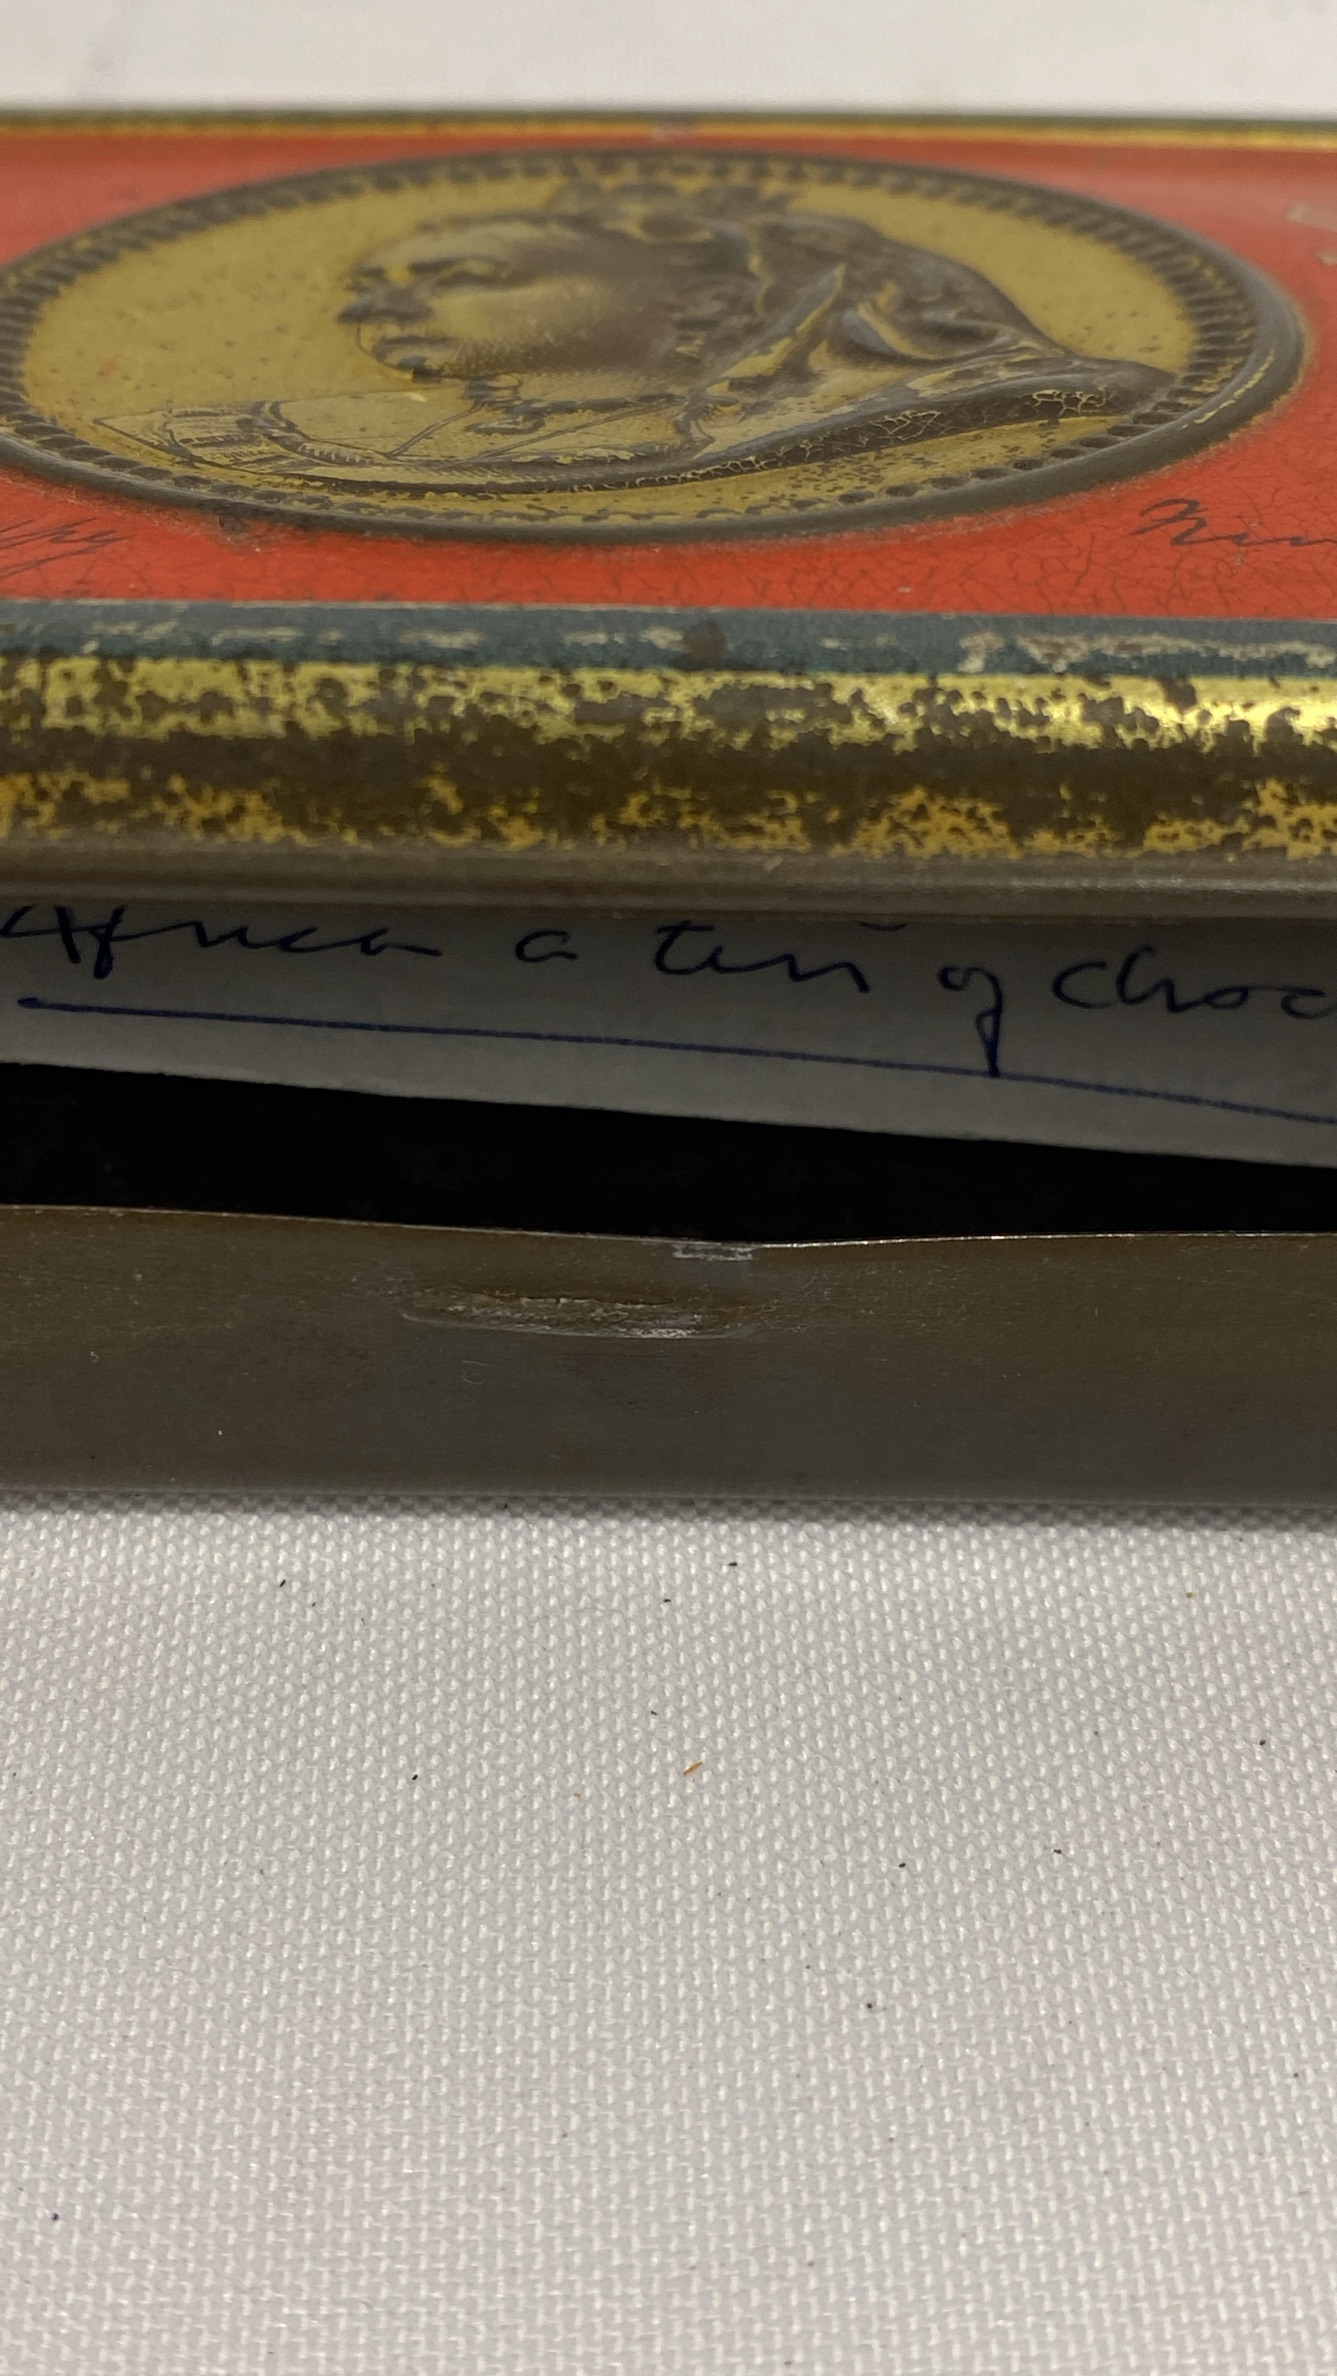 Africa a tin of choc